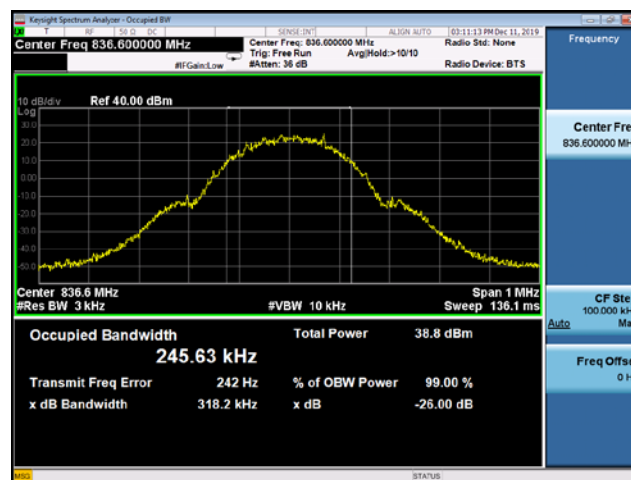 Keysight Spectrum Analyzer - Occupied BW
LXI T RF 50 Ω DC SENSE:INT ALIGN AUTO 03:11:13 PM Dec 11, 2019
Center Freq 836.600000 MHz Center Freq: 836.600000 MHz Radio Std: None
Trig: Free Run Avg|Hold:>10/10
#IFGain:Low #Atten: 36 dB Radio Device: BTS
10 dB/div Ref 40.00 dBm
Log
30.0
20.0
10.0
0.00
-10.0
-20.0
-30.0
-40.0
-50.0
Center 836.6 MHz Span 1 MHz
#Res BW 3 kHz #VBW 10 kHz Sweep 136.1 ms
Occupied Bandwidth Total Power 38.8 dBm
245.63 kHz
Transmit Freq Error 242 Hz % of OBW Power 99.00 %
x dB Bandwidth 318.2 kHz x dB -26.00 dB
MSG STATUS
Frequency
Center Fre
836.600000 MH
CF Ste
100.000 kH
Auto Ma
Freq Offs
0 H